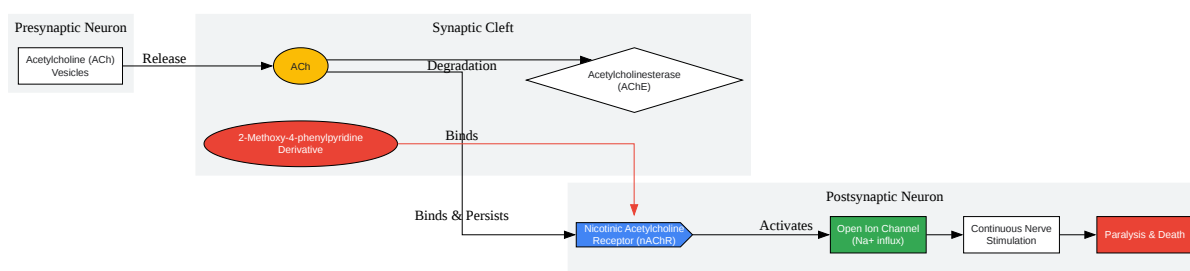 Presynaptic Neuron
Synaptic Cleft
Acetylcholine (ACh)
Vesicles
Release
ACh
Degradation
Acetylcholinesterase
(AChE)
2-Methoxy-4-phenylpyridine
Derivative
Binds
Postsynaptic Neuron
Binds & Persists
Nicotinic Acetylcholine
Receptor (nAChR)
Activates
Open Ion Channel
(Na+ influx)
Continuous Nerve
Stimulation
Paralysis & Death